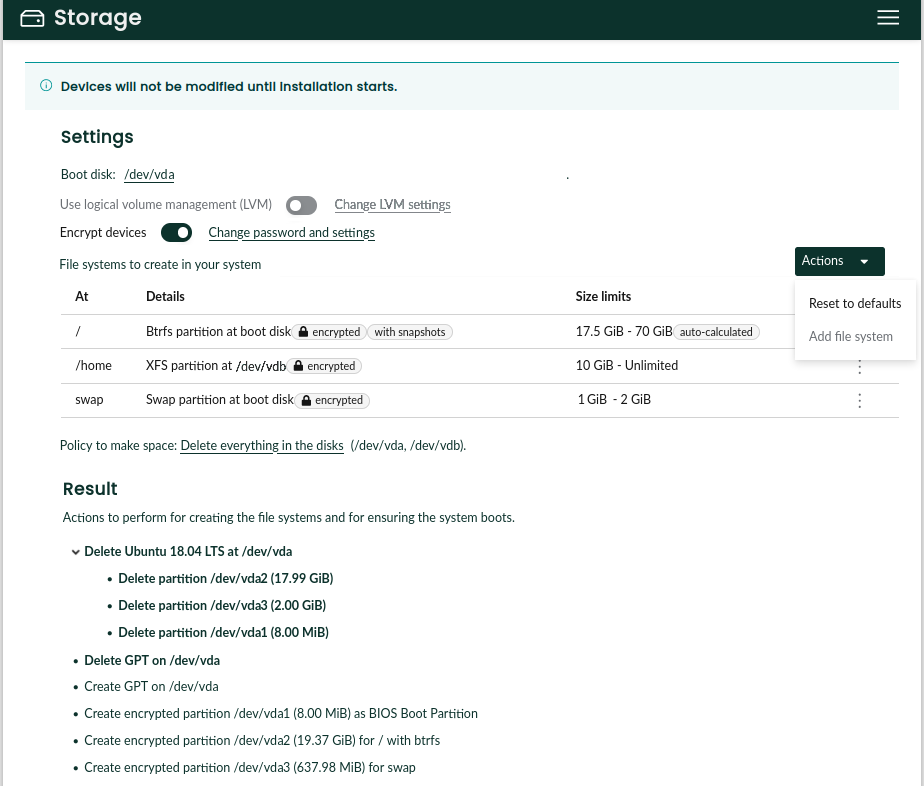 Storage
Devices will not be modified until installation starts.
Settings
Boot disk: /dev/vda .
Use logical volume management (LVM) Change LVM settings
Encrypt devices Change password and settings
File systems to create in your system
Actions
At Details Size limits
Reset to defaults
/ Btrfs partition at boot disk encrypted with snapshots 17.5 GiB - 70 GiB auto-calculated
Add file system
/home XFS partition at /dev/vdb encrypted 10 GiB - Unlimited
swap Swap partition at boot disk encrypted 1 GiB - 2 GiB
Policy to make space: Delete everything in the disks (/dev/vda, /dev/vdb).
Result
Actions to perform for creating the file systems and for ensuring the system boots.
Delete Ubuntu 18.04 LTS at /dev/vda
• Delete partition /dev/vda2 (17.99 GiB)
• Delete partition /dev/vda3 (2.00 GiB)
• Delete partition /dev/vda1 (8.00 MiB)
• Delete GPT on /dev/vda
• Create GPT on /dev/vda
• Create encrypted partition /dev/vda1 (8.00 MiB) as BIOS Boot Partition
• Create encrypted partition /dev/vda2 (19.37 GiB) for / with btrfs
• Create encrypted partition /dev/vda3 (637.98 MiB) for swap